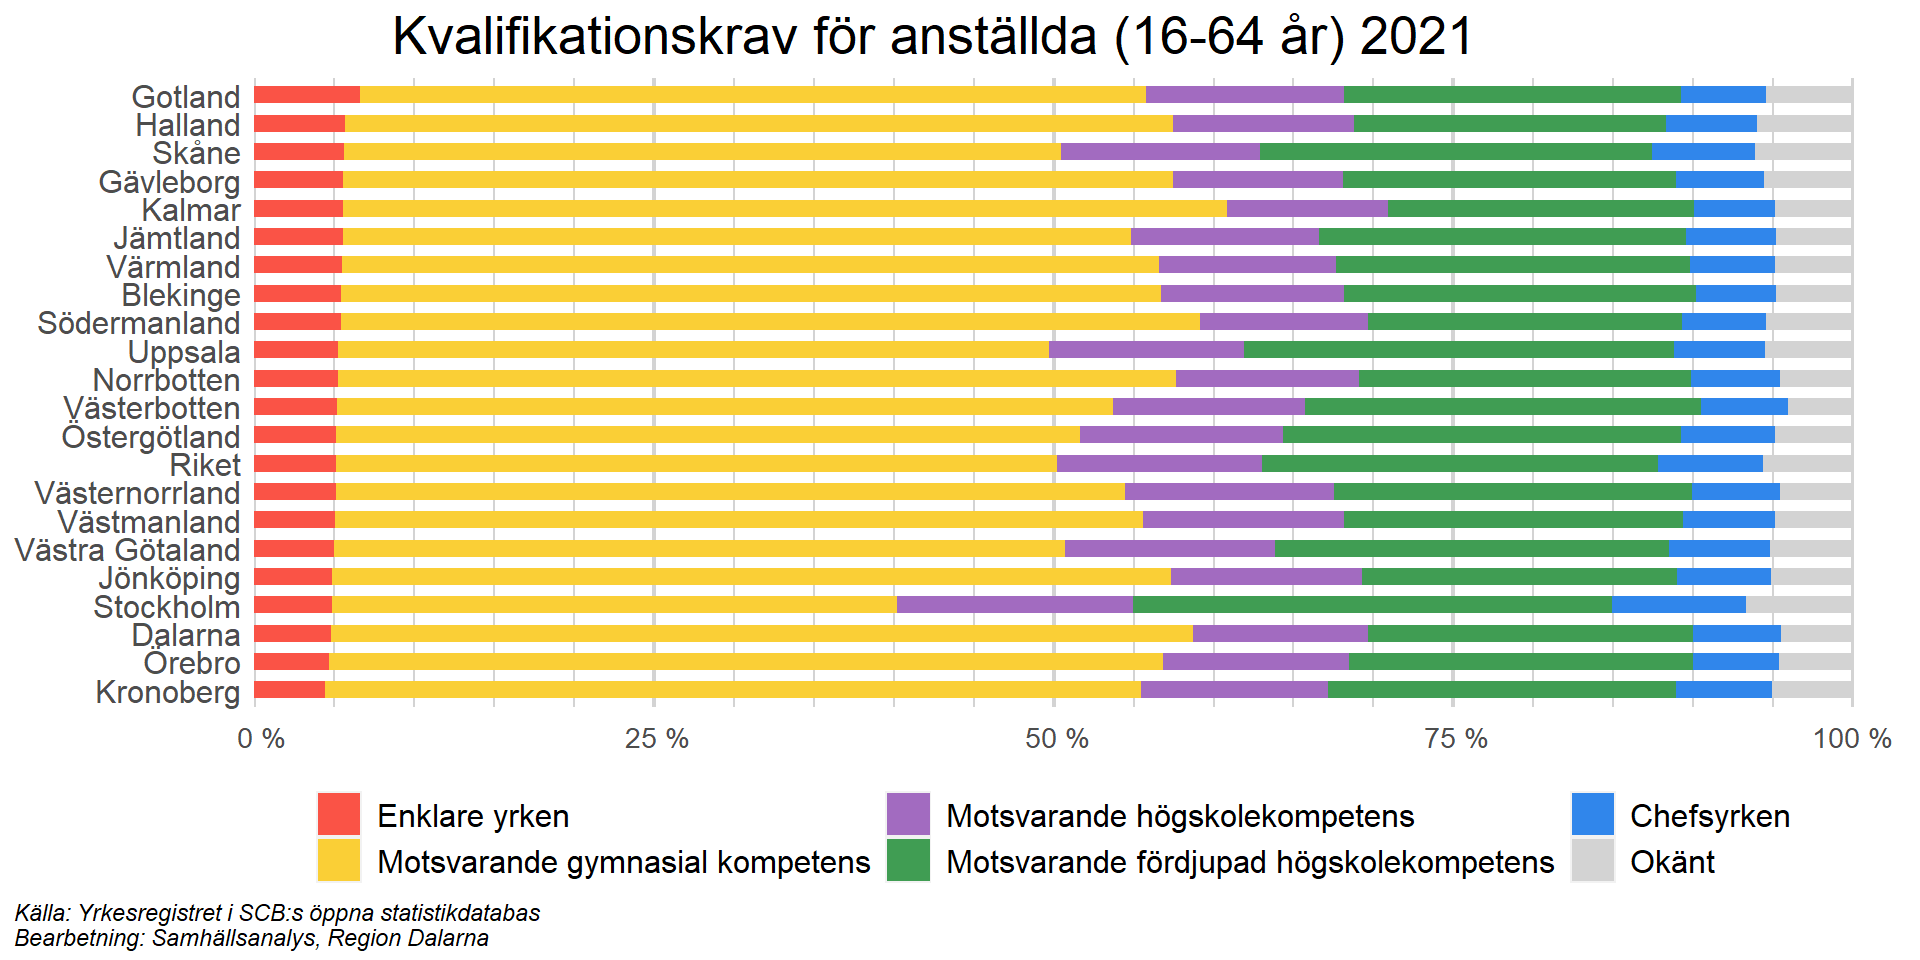 Kvalifikationskrav för anställda (16-64 år) 2021
Gotland
Halland
Skåne
Gävleborg
Kalmar
Jämtland
Värmland
Blekinge
Södermanland
Uppsala
Norrbotten
Västerbotten
Östergötland
Riket
Västernorrland
Västmanland
Västra Götaland
Jönköping
Stockholm
Dalarna
Örebro
Kronoberg
0 % 25 % 50 % 75 % 100 %
Enklare yrken Motsvarande högskolekompetens Chefsyrken
Motsvarande gymnasial kompetens Motsvarande fördjupad högskolekompetens Okänt
Källa: Yrkesregistret i SCB:s öppna statistikdatabas
Bearbetning: Samhällsanalys, Region Dalarna